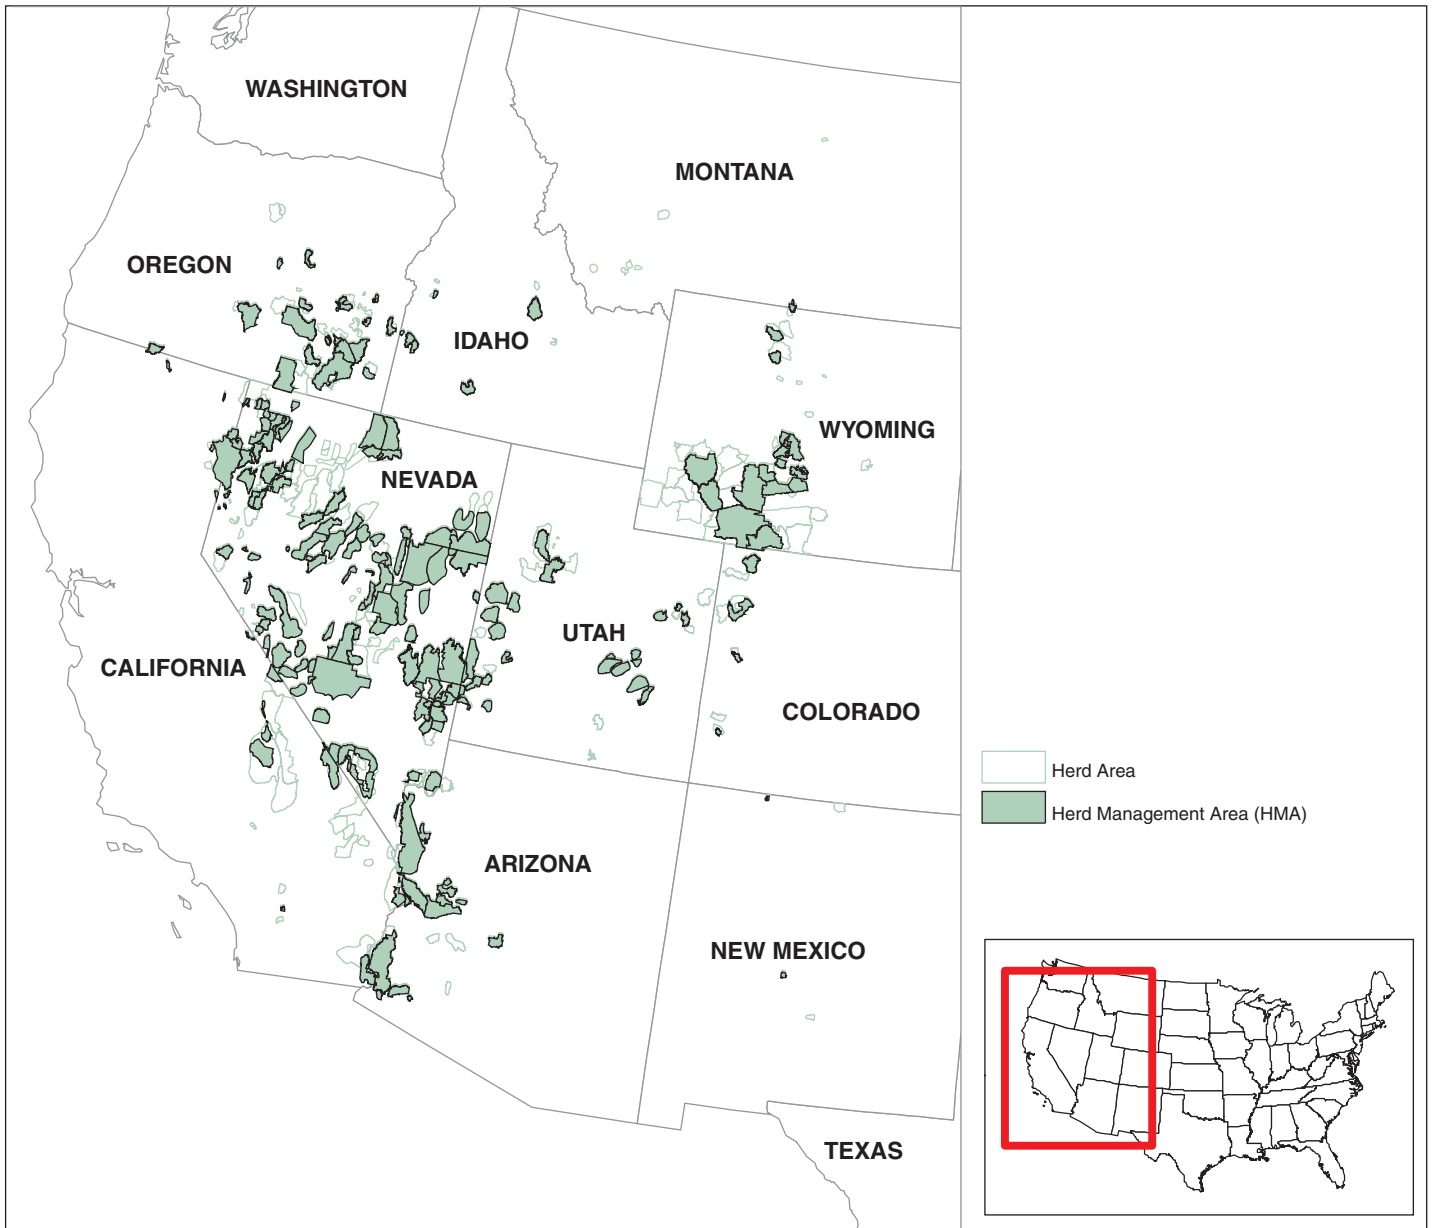 WASHINGTON
MONTANA
OREGON
IDAHO
WYOMING
NEVADA
UTAH
CALIFORNIA
COLORADO
Herd Area
Herd Management Area (HMA)
ARIZONA
NEW MEXICO
TEXAS